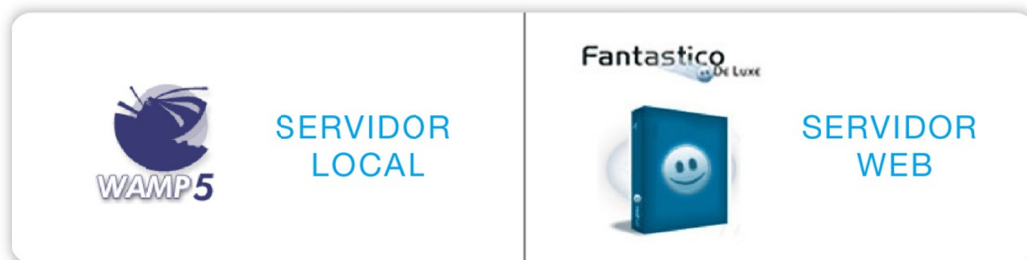 WAMP5
SERVIDOR
LOCAL
Fantastico
De Luxe
SERVIDOR
WEB